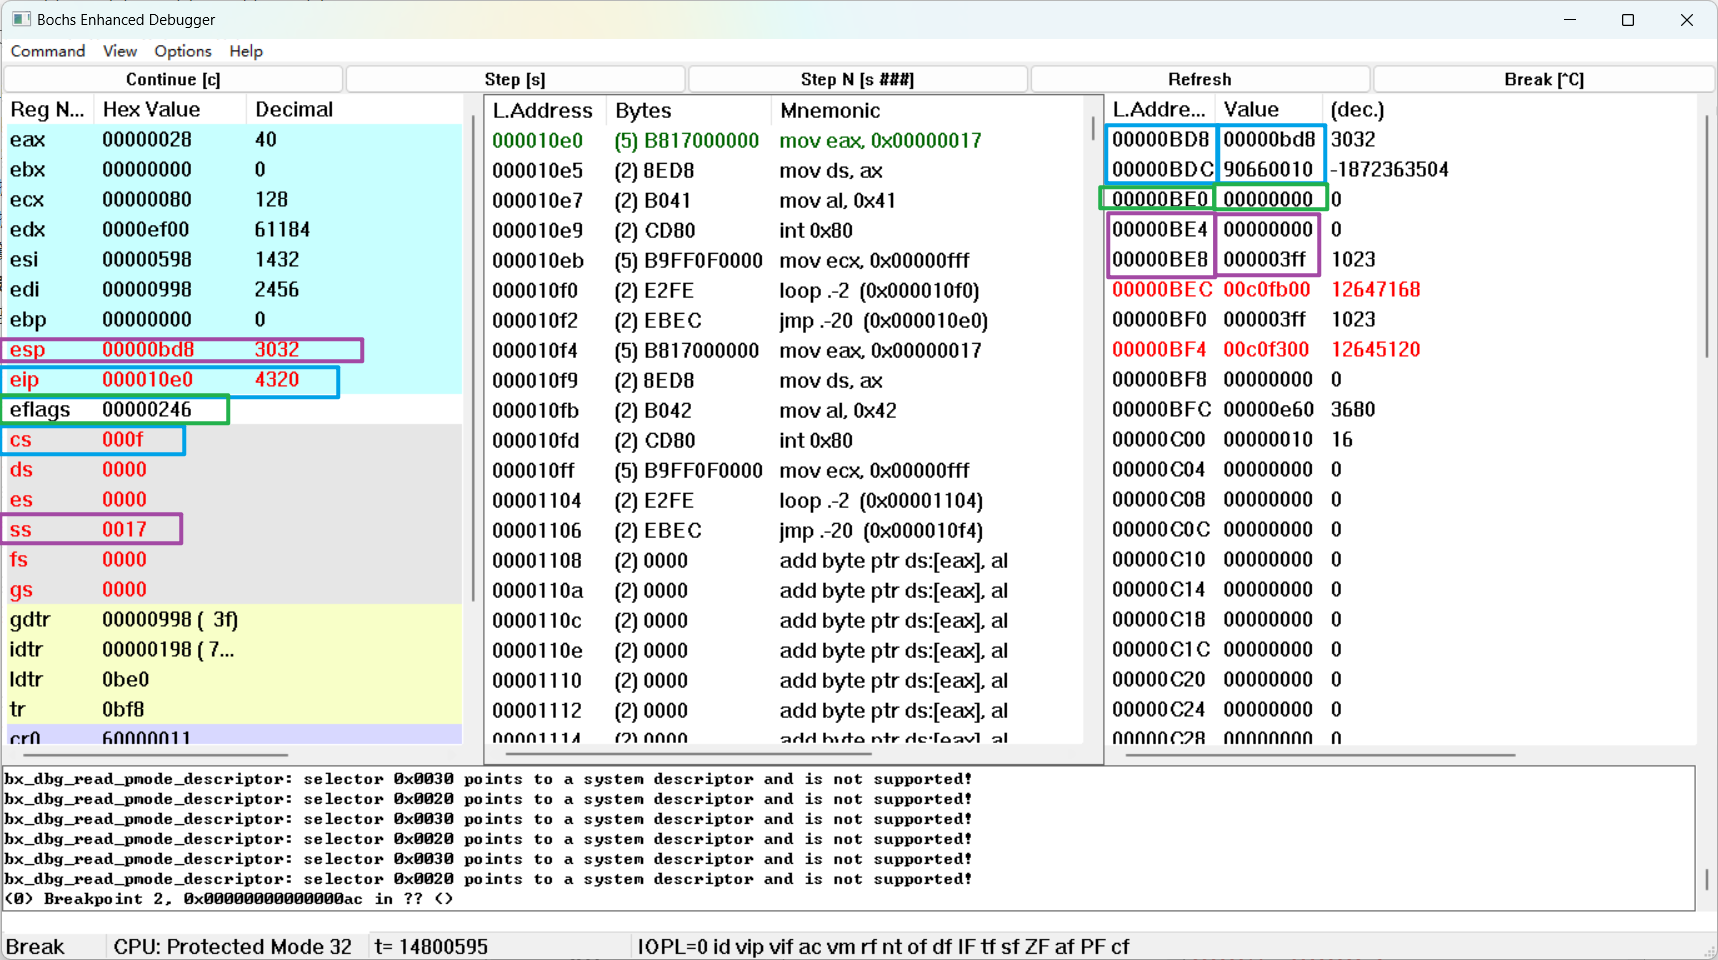 Bochs Enhanced Debugger
Command View Options Help
Continue [c] Step [s] Step N [s ###] Refresh Break [^C]
Reg N... Hex Value Decimal
eax 00000028 40
ebx 00000000 0
ecx 00000080 128
edx 0000ef00 61184
esi 00000598 1432
edi 00000998 2456
ebp 00000000 0
esp 00000bd8 3032
eip 000010e0 4320
eflags 00000246
cs 000f
ds 0000
es 0000
ss 0017
fs 0000
gs 0000
gdtr 00000998 ( 3f)
idtr 00000198 ( 7...
ldtr 0be0
tr 0bf8
cr0 60000011
L.Address Bytes Mnemonic
000010e0 (5) B817000000 mov eax, 0x00000017
000010e5 (2) 8ED8 mov ds, ax
000010e7 (2) B041 mov al, 0x41
000010e9 (2) CD80 int 0x80
000010eb (5) B9FF0F0000 mov ecx, 0x00000fff
000010f0 (2) E2FE loop .-2 (0x000010f0)
000010f2 (2) EBEC jmp .-20 (0x000010e0)
000010f4 (5) B817000000 mov eax, 0x00000017
000010f9 (2) 8ED8 mov ds, ax
000010fb (2) B042 mov al, 0x42
000010fd (2) CD80 int 0x80
000010ff (5) B9FF0F0000 mov ecx, 0x00000fff
00001104 (2) E2FE loop .-2 (0x00001104)
00001106 (2) EBEC jmp .-20 (0x000010f4)
00001108 (2) 0000 add byte ptr ds:[eax], al
0000110a (2) 0000 add byte ptr ds:[eax], al
0000110c (2) 0000 add byte ptr ds:[eax], al
0000110e (2) 0000 add byte ptr ds:[eax], al
00001110 (2) 0000 add byte ptr ds:[eax], al
00001112 (2) 0000 add byte ptr ds:[eax], al
00001114 (2) 0000 add byte ptr ds:[eax], al
L.Addre... Value (dec.)
00000BD8 00000bd8 3032
00000BDC 90660010 -1872363504
00000BE0 00000000 0
00000BE4 00000000 0
00000BE8 000003ff 1023
00000BEC 00c0fb00 12647168
00000BF0 000003ff 1023
00000BF4 00c0f300 12645120
00000BF8 00000000 0
00000BFC 00000e60 3680
00000C00 00000010 16
00000C04 00000000 0
00000C08 00000000 0
00000C0C 00000000 0
00000C10 00000000 0
00000C14 00000000 0
00000C18 00000000 0
00000C1C 00000000 0
00000C20 00000000 0
00000C24 00000000 0
00000C28 00000000 0
bx_dbg_read_pmode_descriptor: selector 0x0030 points to a system descriptor and is not supported!
bx_dbg_read_pmode_descriptor: selector 0x0020 points to a system descriptor and is not supported!
bx_dbg_read_pmode_descriptor: selector 0x0030 points to a system descriptor and is not supported!
bx_dbg_read_pmode_descriptor: selector 0x0020 points to a system descriptor and is not supported!
bx_dbg_read_pmode_descriptor: selector 0x0030 points to a system descriptor and is not supported!
bx_dbg_read_pmode_descriptor: selector 0x0020 points to a system descriptor and is not supported!
(0) Breakpoint 2, 0x00000000000000ac in ?? ()
Break CPU: Protected Mode 32 t= 14800595 IOPL=0 id vip vif ac vm rf nt of df IF tf sf ZF af PF cf